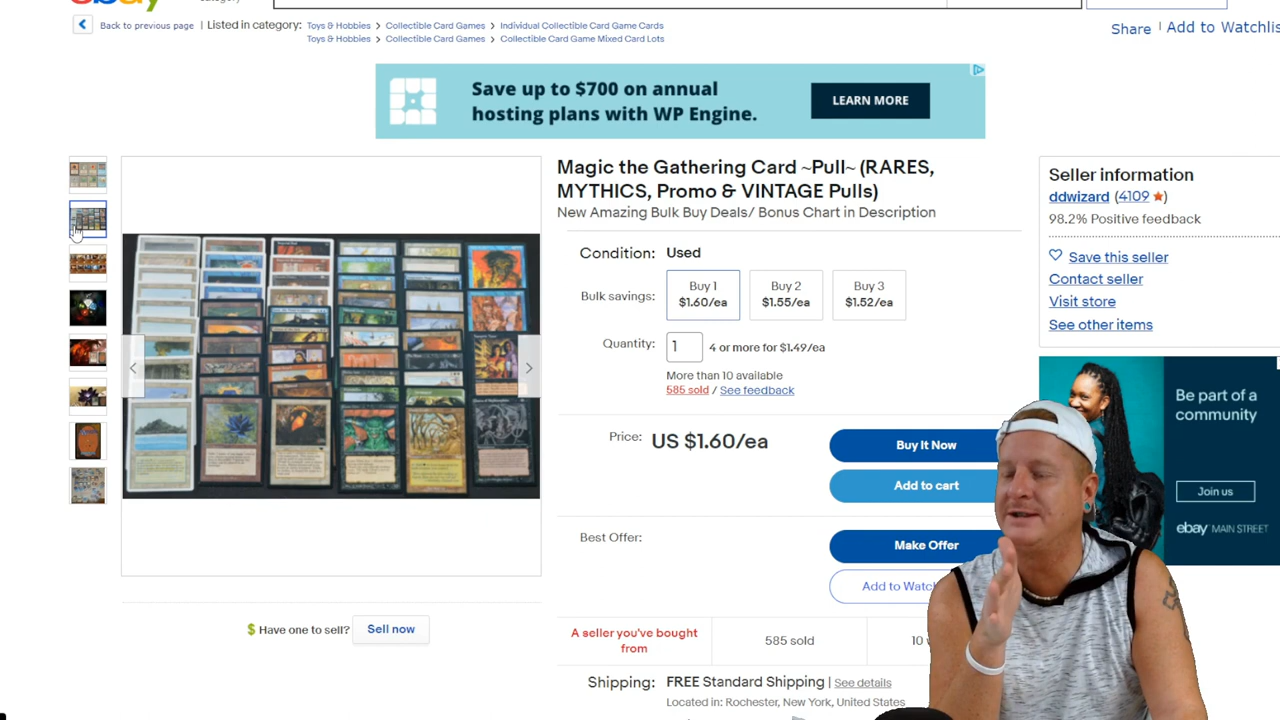 ebay
category
Back to previous page | Listed in category:
Toys & Hobbies > Collectible Card Games > Individual Collectible Card Game Cards
Toys & Hobbies > Collectible Card Games > Collectible Card Game Mixed Card Lots
Share | Add to Watchlis
Save up to $700 on annual
hosting plans with WP Engine.
LEARN MORE
Magic the Gathering Card ~Pull~ (RARES,
MYTHICS, Promo & VINTAGE Pulls)
New Amazing Bulk Buy Deals/ Bonus Chart in Description
Condition: Used
Bulk savings:
Buy 1
$1.60/ea
Buy 2
$1.55/ea
Buy 3
$1.52/ea
Quantity: 1 4 or more for $1.49/ea
More than 10 available
585 sold / See feedback
Price: US $1.60/ea
Buy It Now
Add to cart
Best Offer:
Make Offer
Add to Watc
A seller you've bought
from
585 sold
10
Shipping: FREE Standard Shipping | See details
Located in: Rochester, New York, United States
$ Have one to sell? Sell now
Seller information
ddwizard (4109 ★)
98.2% Positive feedback
Save this seller
Contact seller
Visit store
See other items
Be part of a
community
Join us
ebay MAIN STREET